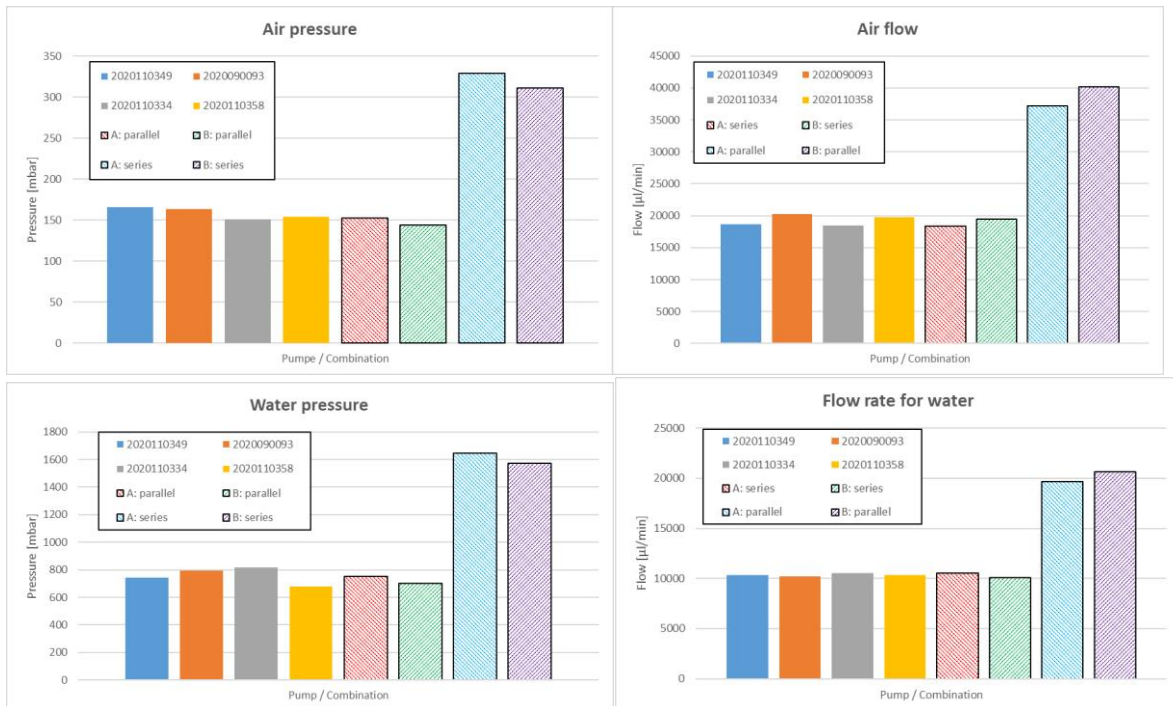 Air pressure
350
300
250
200
150
100
50
0
Pressure [mbar]
2020110349 2020090093
2020110334 2020110358
A: parallel B: parallel
A: series B: series
Pumpe / Combination
Air flow
45000
40000
35000
30000
25000
20000
15000
10000
5000
0
Flow [µl/min]
2020110349 2020090093
2020110334 2020110358
A: series B: series
A: parallel B: parallel
Pump / Combination
Water pressure
1800
1600
1400
1200
1000
800
600
400
200
0
Pressure [mbar]
2020110349 2020090093
2020110334 2020110358
A: parallel B: parallel
A: series B: series
Pump / Combination
Flow rate for water
25000
20000
15000
10000
5000
0
Flow [µl/min]
2020110349 2020090093
2020110334 2020110358
A: series B: series
A: parallel B: parallel
Pump / Combination